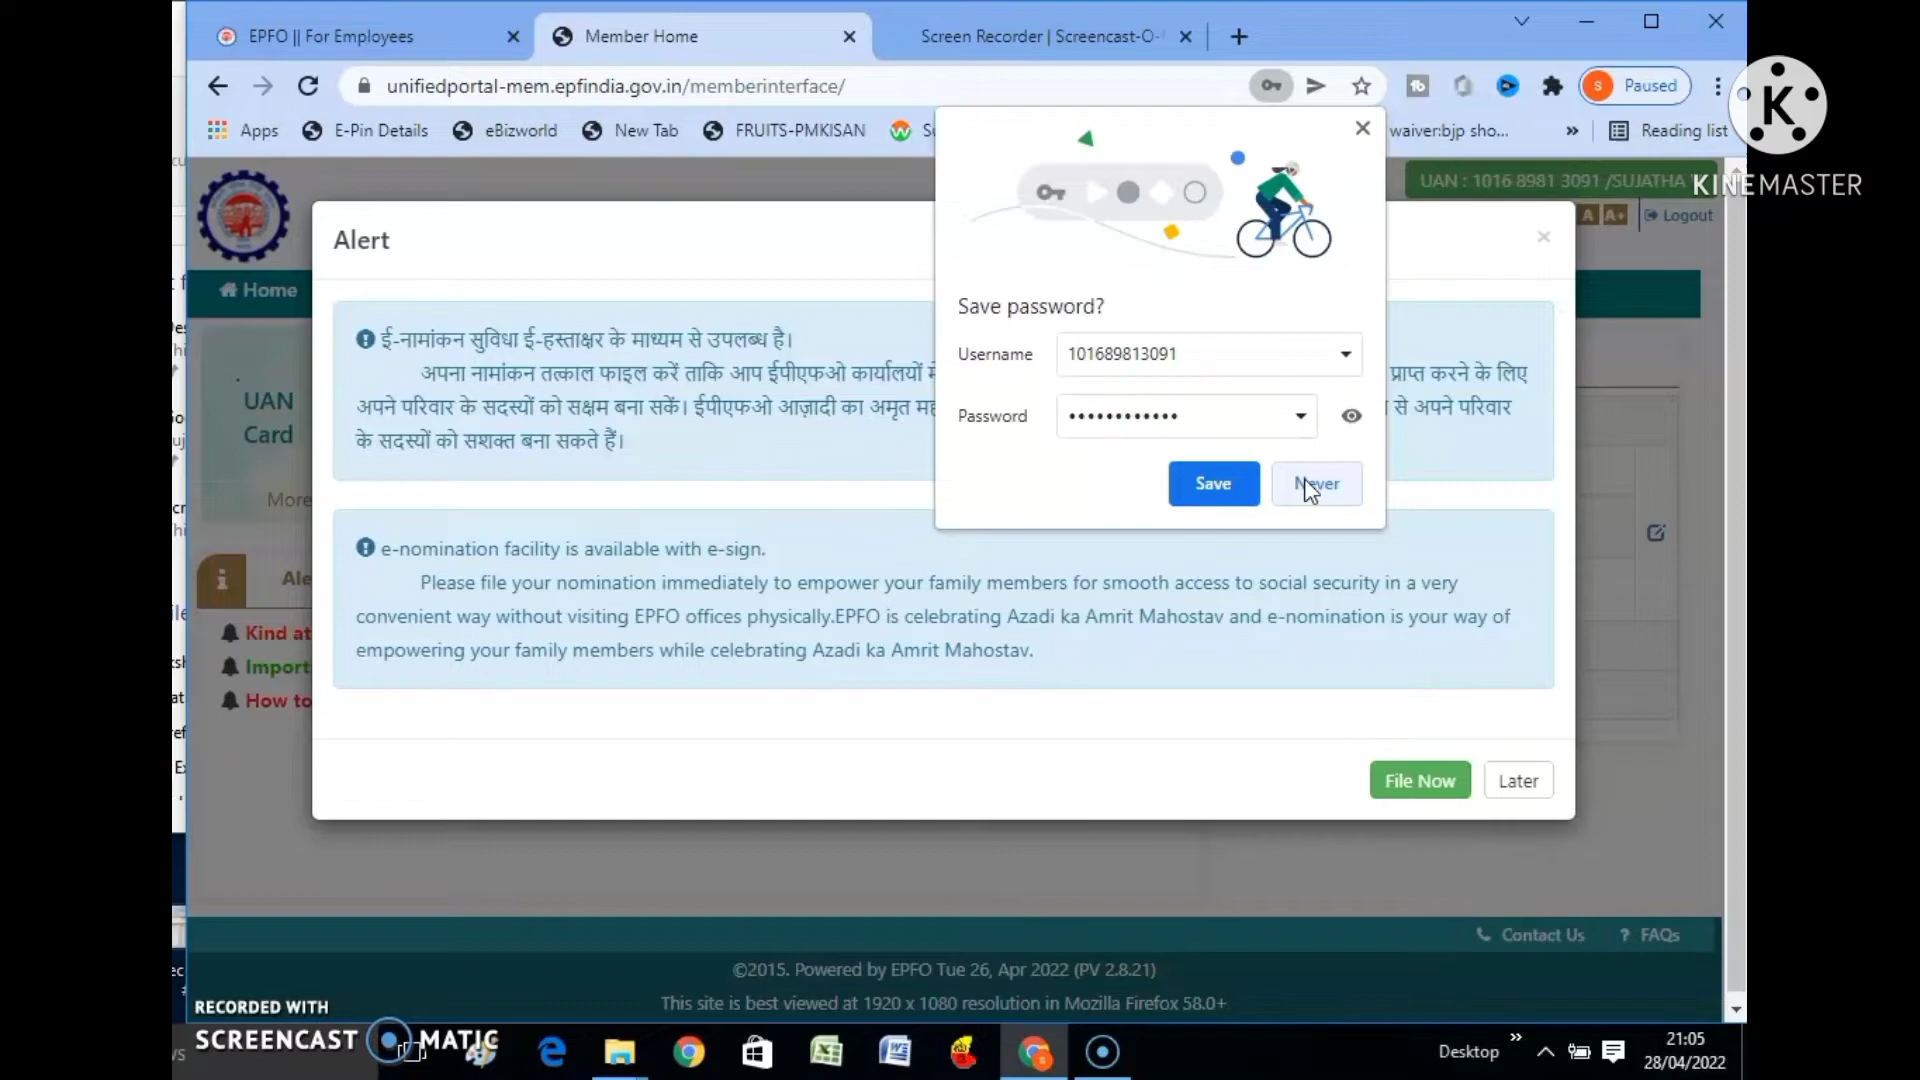 EPFO || For Employees
Member Home
Screen Recorder | Screencast-O-
unifiedportal-mem.epfindia.gov.in/memberinterface/
S
Paused
Apps
E-Pin Details
eBizworld
New Tab
FRUITS-PMKISAN
waiver:bjp sho...
»
Reading list
K
KINEMASTER
UAN : 1016 8981 3091 /SUJATHA
A A+
Logout
Alert
Home
Save password?
Username 101689813091
Password ••••••••••••
Save
Never
ई-नामांकन सुविधा ई-हस्ताक्षर के माध्यम से उपलब्ध है।
अपना नामांकन तत्काल फाइल करें ताकि आप ईपीएफओ कार्यालयों
प्राप्त करने के लिए
अपने परिवार के सदस्यों को सक्षम बना सकें। ईपीएफओ आज़ादी का अमृत
से अपने परिवार
के सदस्यों को सशक्त बना सकते हैं।
UAN
Card
More
e-nomination facility is available with e-sign.
Please file your nomination immediately to empower your family members for smooth access to social security in a very
convenient way without visiting EPFO offices physically.EPFO is celebrating Azadi ka Amrit Mahostav and e-nomination is your way of
empowering your family members while celebrating Azadi ka Amrit Mahostav.
Kind
How to
File Now
Later
Contact Us
? FAQs
©2015. Powered by EPFO Tue 26, Apr 2022 (PV 2.8.21)
This site is best viewed at 1920 x 1080 resolution in Mozilla Firefox 58.0+
RECORDED WITH
SCREENCAST MATIC
Desktop
»
21:05
28/04/2022